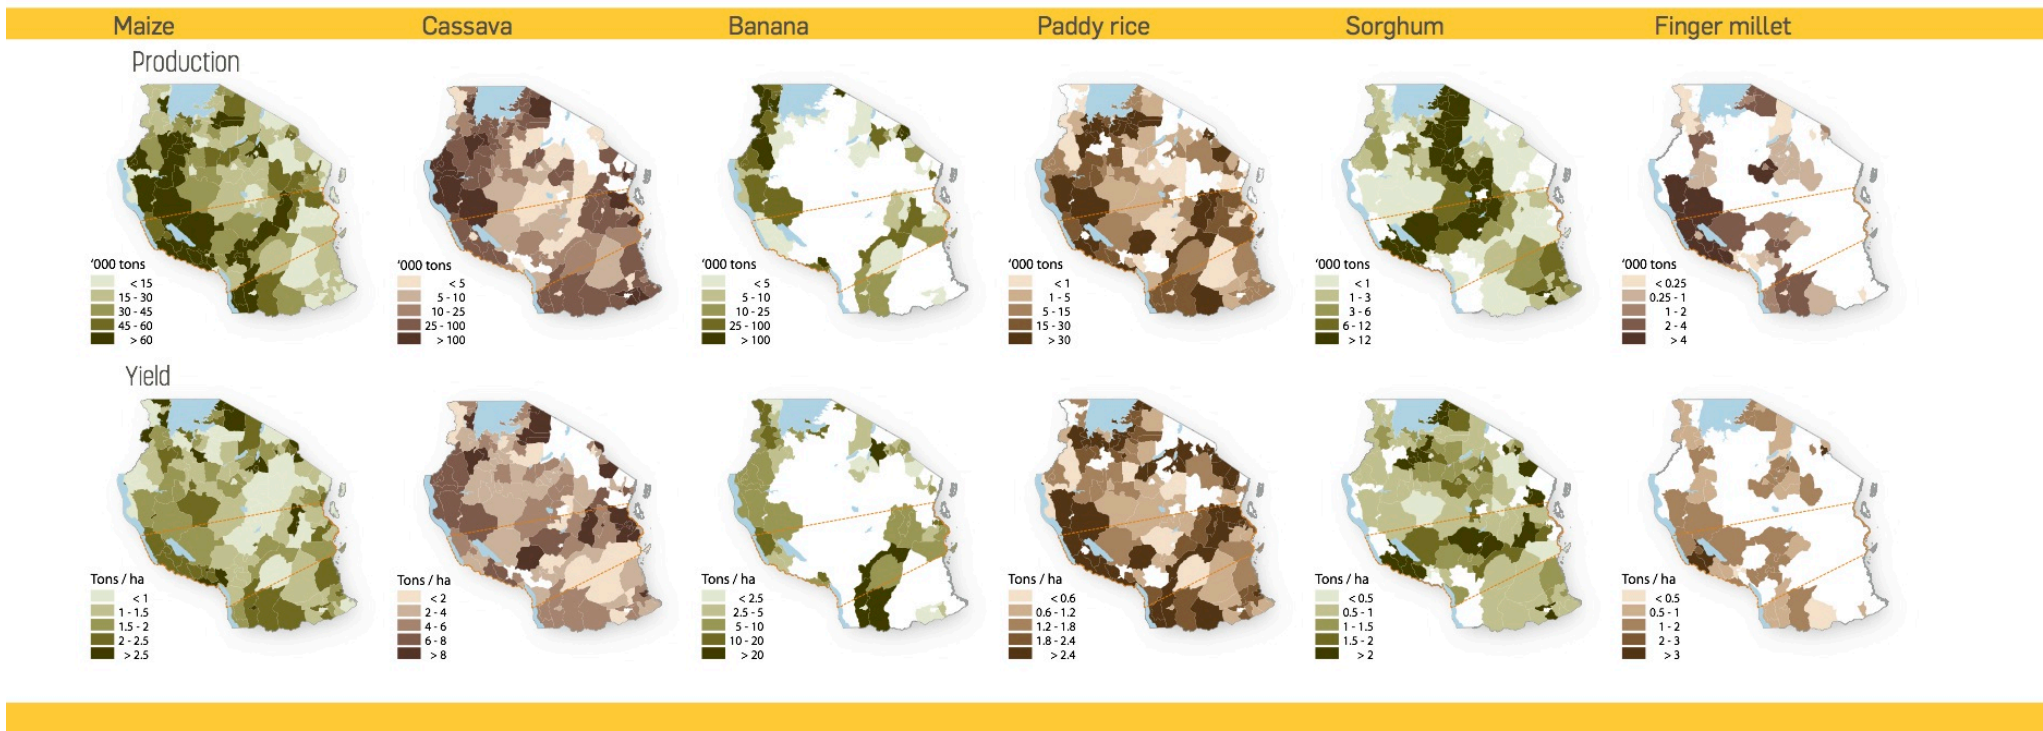 Maize
Cassava
Banana
Paddy rice
Sorghum
Finger millet
Production
‘000 tons
< 15
15 - 30
30 - 45
45 - 60
> 60
‘000 tons
< 5
5 - 10
10 - 25
25 - 100
> 100
‘000 tons
< 5
5 - 10
10 - 25
25 - 100
> 100
‘000 tons
< 1
1 - 5
5 - 15
15 - 30
> 30
‘000 tons
< 1
1 - 3
3 - 6
6 - 12
> 12
‘000 tons
< 0.25
0.25 - 1
1 - 2
2 - 4
> 4
Yield
Tons / ha
< 1
1 - 1.5
1.5 - 2
2 - 2.5
> 2.5
Tons / ha
< 2
2 - 4
4 - 6
6 - 8
> 8
Tons / ha
< 2.5
2.5 - 5
5 - 10
10 - 20
> 20
Tons / ha
< 0.6
0.6 - 1.2
1.2 - 1.8
1.8 - 2.4
> 2.4
Tons / ha
< 0.5
0.5 - 1
1 - 1.5
1.5 - 2
> 2
Tons / ha
< 0.5
0.5 - 1
1 - 2
2 - 3
> 3